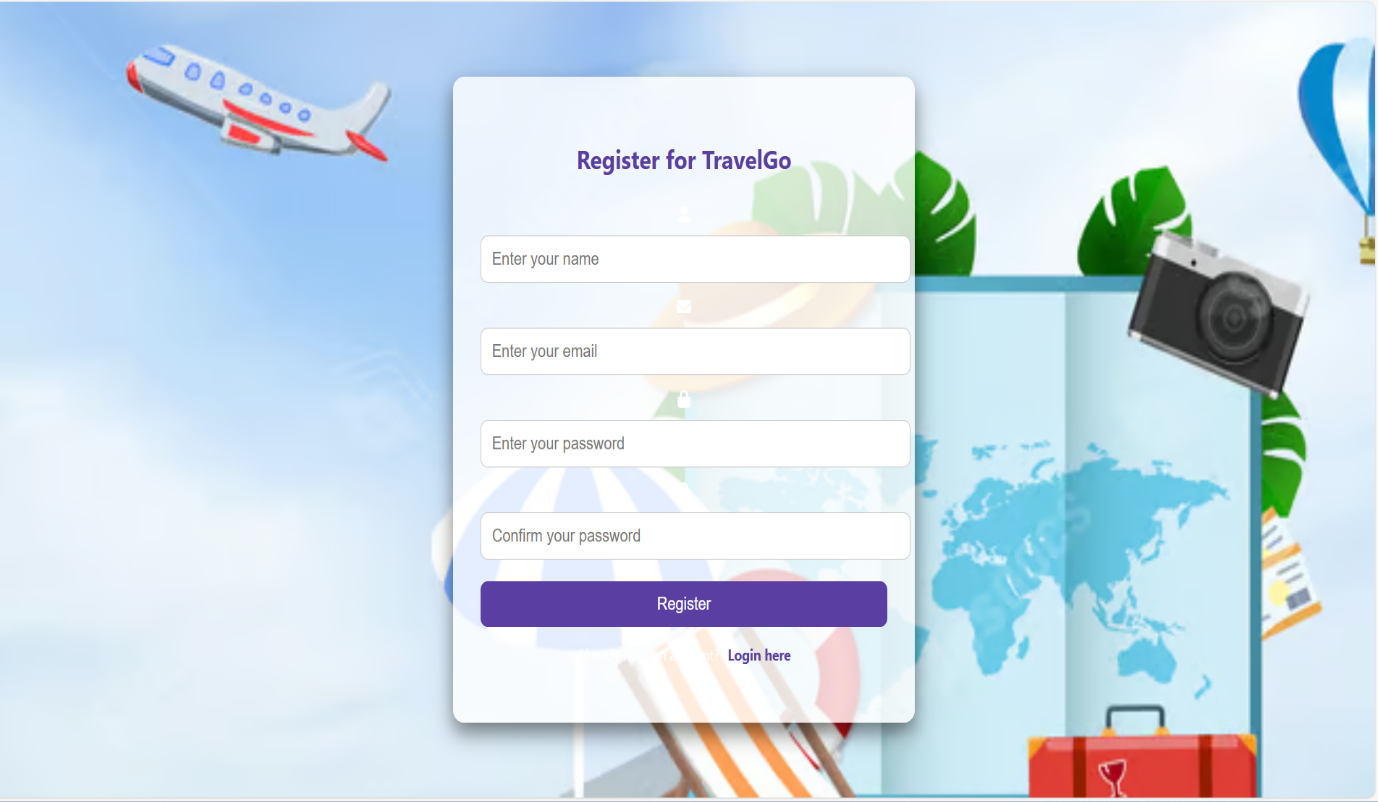 Register for TravelGo
Enter your name
Enter your email
Enter your password
Confirm your password
Register
Login here